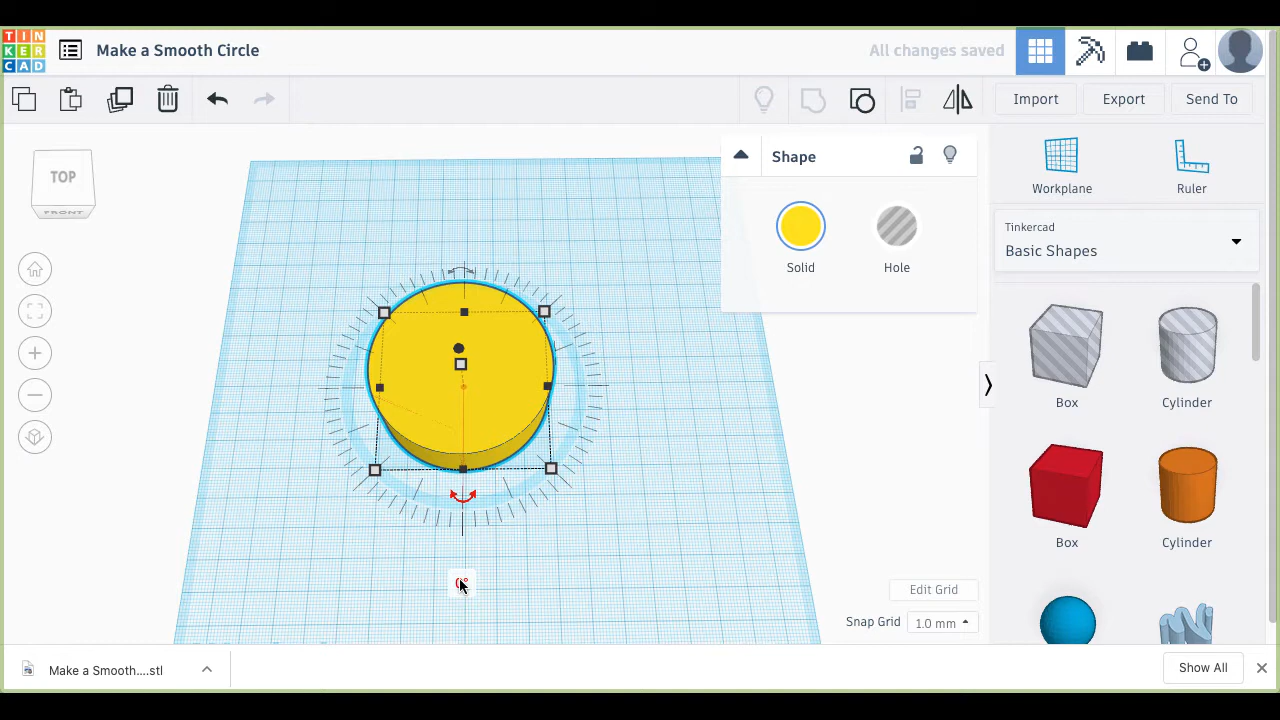 TIN
KER
CAD
Make a Smooth Circle
All changes saved
Import
Export
Send To
TOP
FRONT
Shape
Solid
Hole
Workplane
Ruler
Tinkercad
Basic Shapes
Box
Cylinder
Box
Cylinder
Edit Grid
Snap Grid
1.0 mm
Make a Smooth....stl
Show All